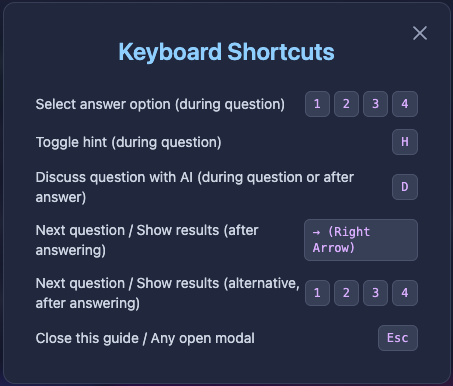 Keyboard Shortcuts
Select answer option (during question) 1 2 3 4
Toggle hint (during question) H
Discuss question with AI (during question or after
answer) D
Next question / Show results (after
answering) → (Right
Arrow)
Next question / Show results (alternative,
after answering) 1 2 3 4
Close this guide / Any open modal Esc